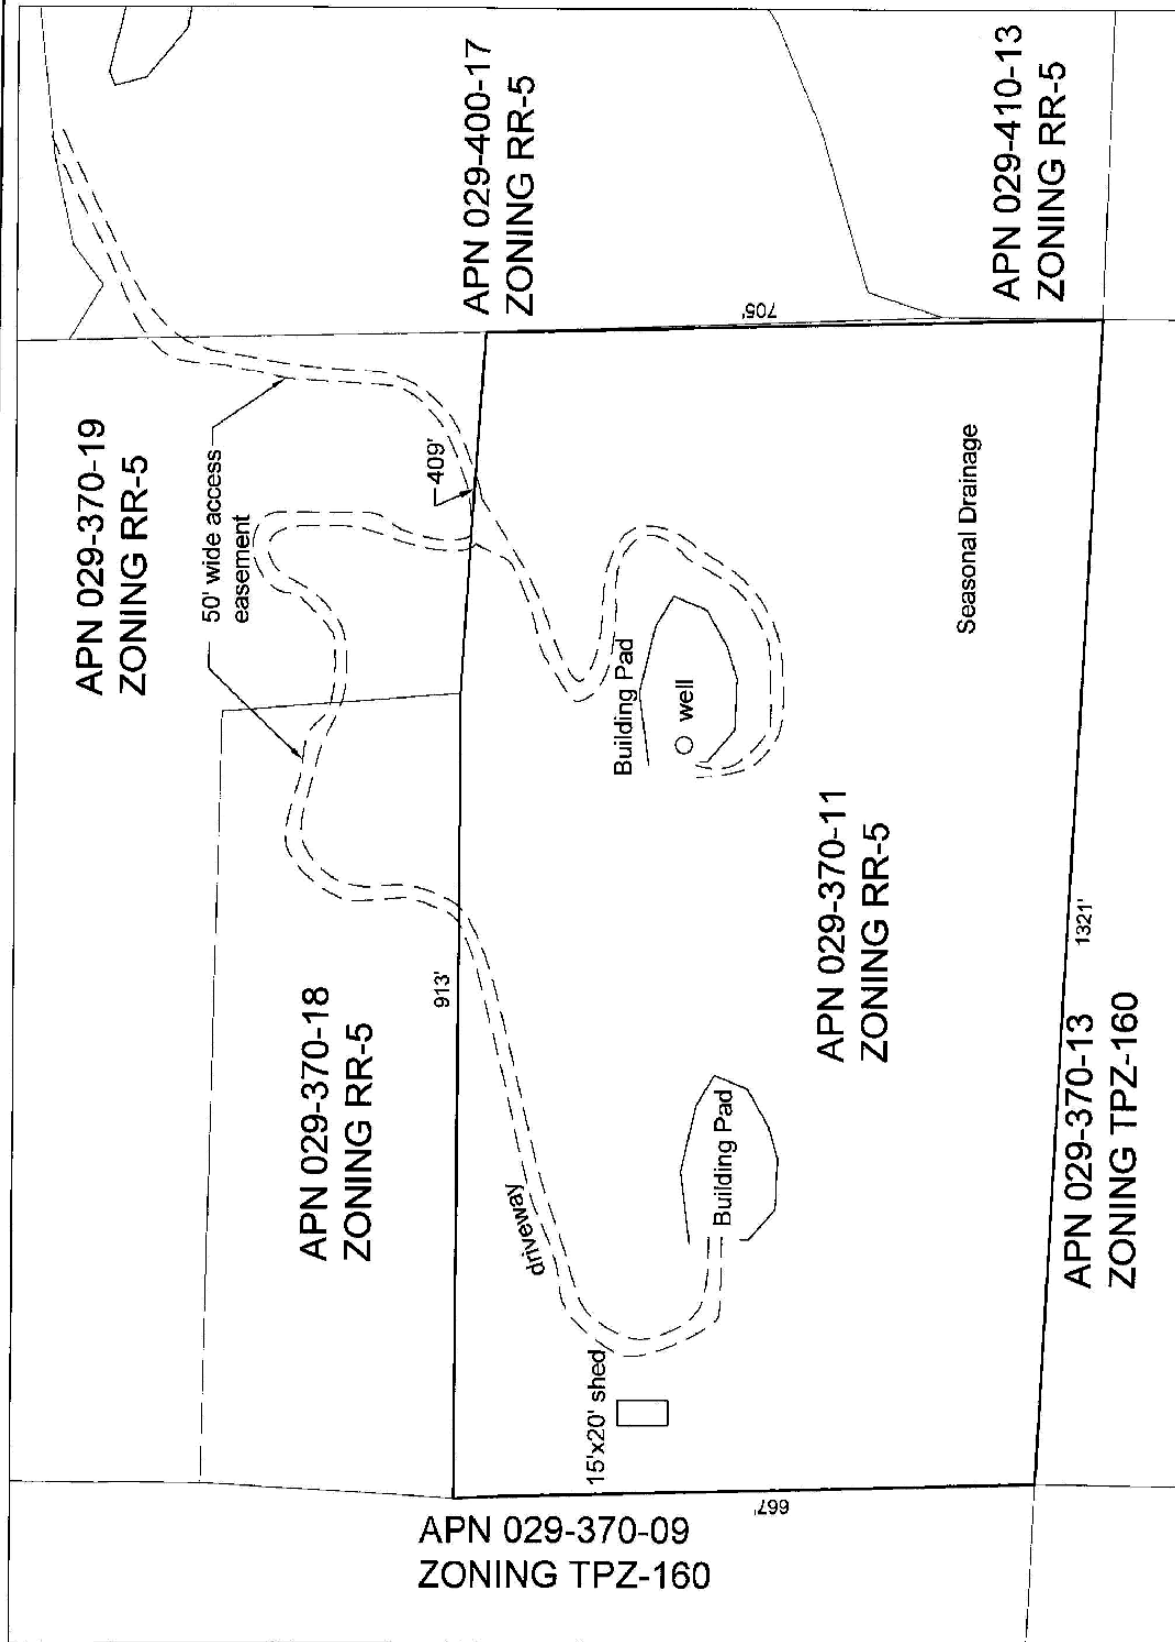 APN 029-370-19
ZONING RR-5
50' wide access
easement
APN 029-400-17
ZONING RR-5
APN 029-410-13
ZONING RR-5
705'
409'
APN 029-370-18
ZONING RR-5
913'
Building Pad
well
Seasonal Drainage
APN 029-370-11
ZONING RR-5
driveway
Building Pad
15'x20' shed
1321'
APN 029-370-13
ZONING TPZ-160
667'
APN 029-370-09
ZONING TPZ-160